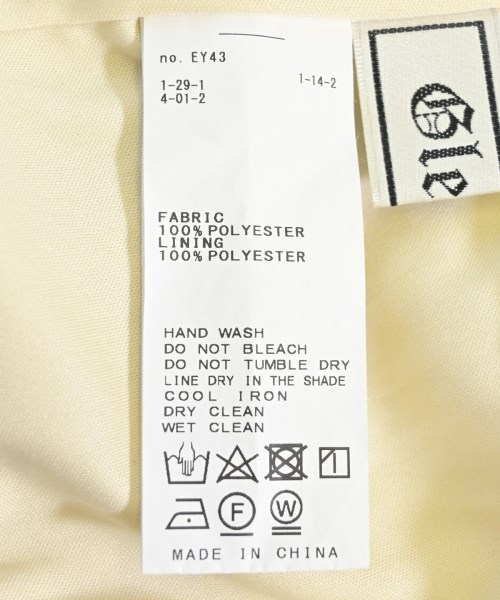 no. EY43
1-29-1 1-14-2
4-01-2
FABRIC
100% POLYESTER
LINING
100% POLYESTER
HAND WASH
DO NOT BLEACH
DO NOT TUMBLE DRY
LINE DRY IN THE SHADE
COOL IRON
DRY CLEAN
WET CLEAN
F W
MADE IN CHINA